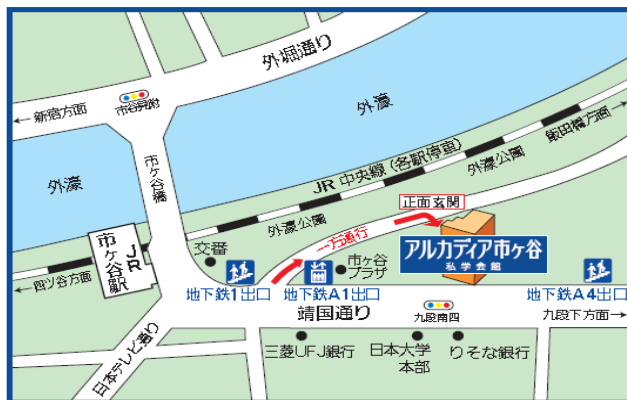 外堀通り
←新宿方面
市谷見附
外濠
飯田橋方面→
市ケ谷橋
JR 中央線 (各駅停車)
外濠公園
外濠
正面玄関
外濠公園
一方通行
アルカディア市ヶ谷
私学会館
JR
市ケ谷駅
交番
市ヶ谷
プラザ
←四ツ谷方面
地下鉄1出口
地下鉄A1出口
地下鉄A4出口
靖国通り
九段南四
九段下方面→
日本テレビ通り
三菱UFJ銀行
日本大学
本部
りそな銀行